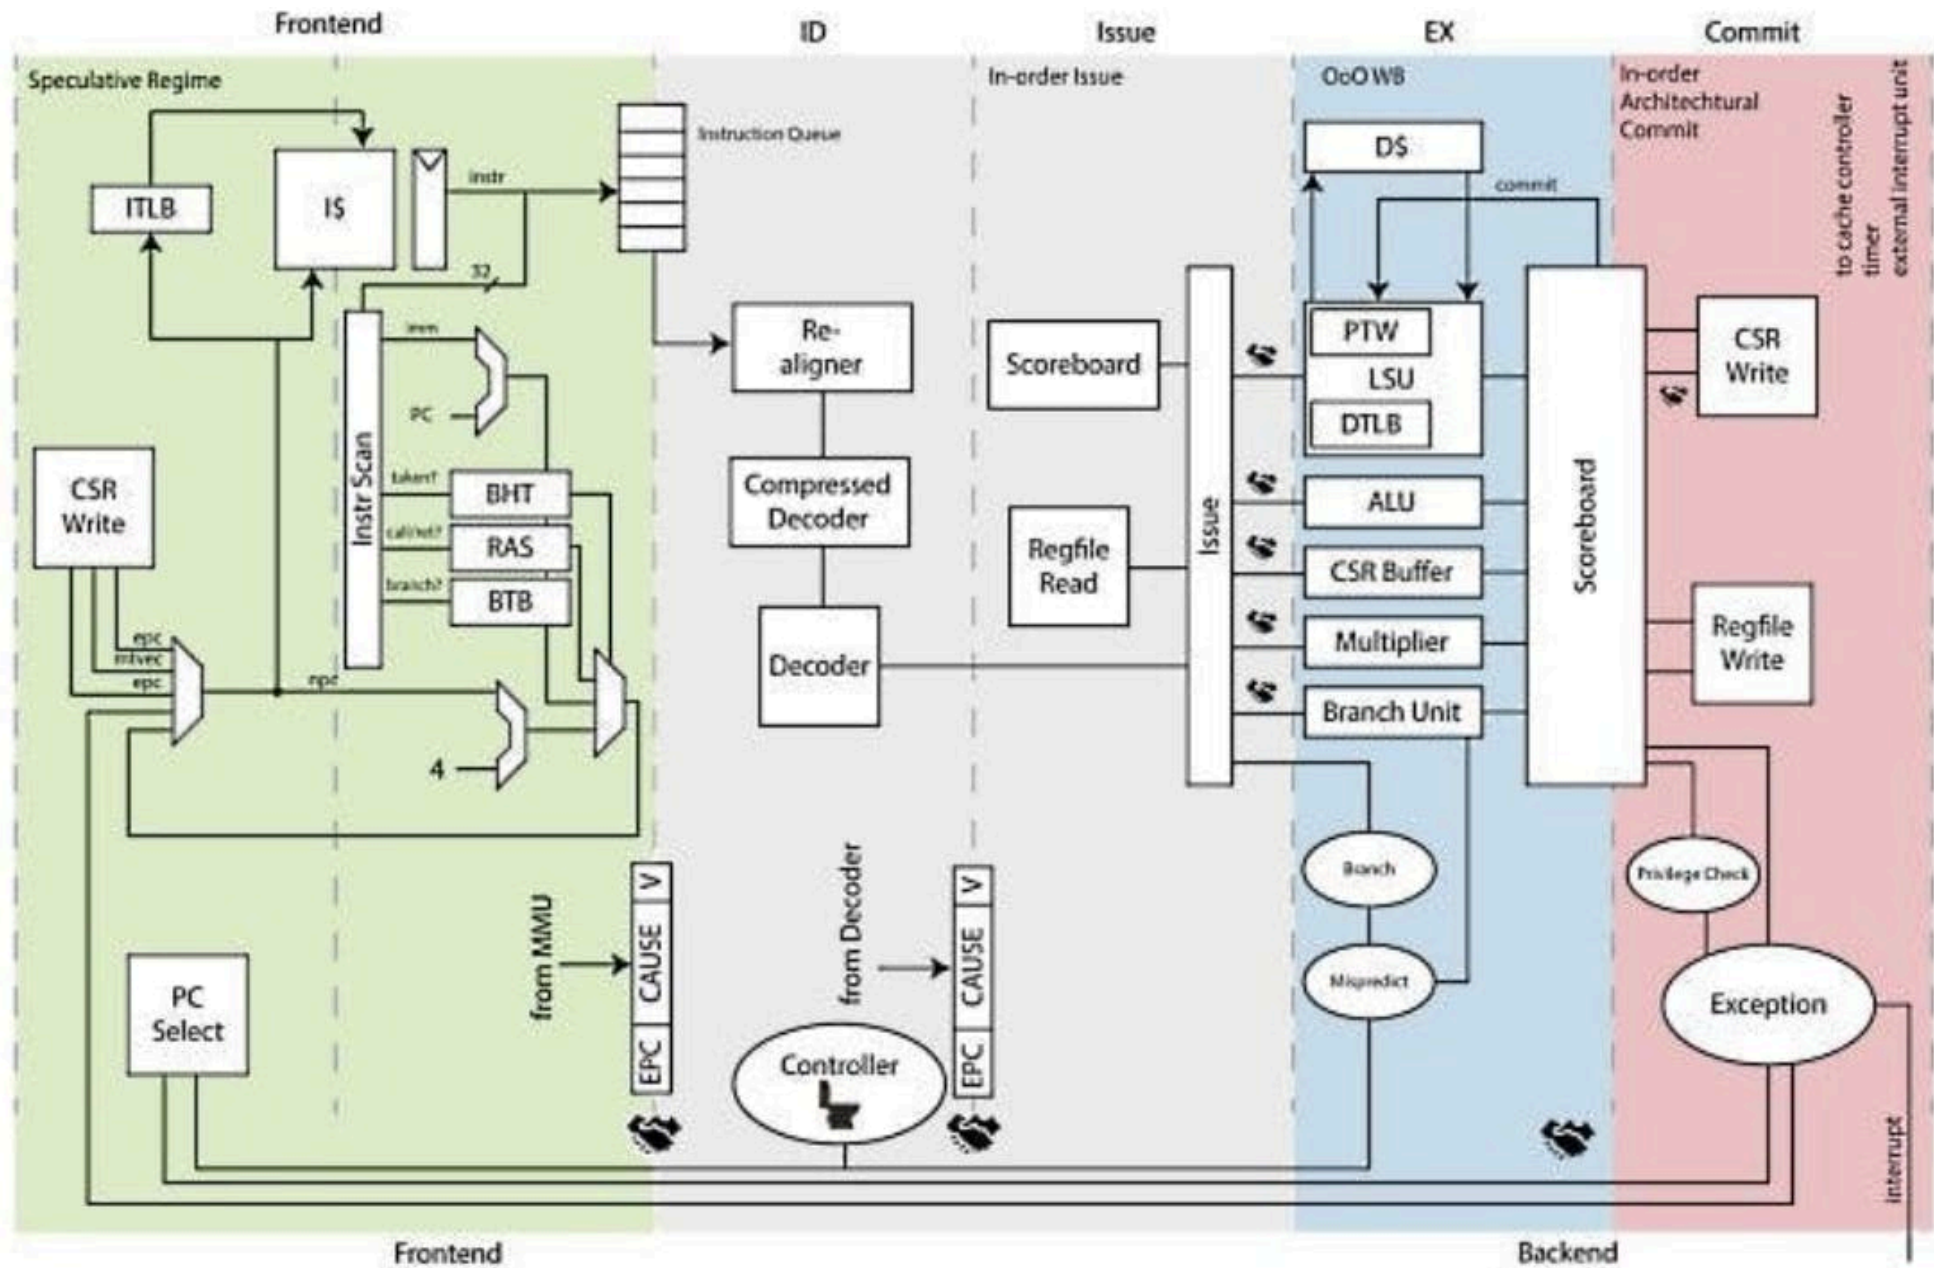 Frontend
ID
Issue
EX
Commit
Speculative Regime
In-order Issue
OoO WB
In-order
Architechtural
Commit
to cache controller
timer
external interrupt unit
ITLB
I$
instr
Instruction Queue
32
D$
commit
Instr Scan
imm
PC
taken?
BHT
call/ret?
RAS
branch?
BTB
CSR
Write
epc
mtvec
epc
npc
4
Re-
aligner
Compressed
Decoder
Decoder
Scoreboard
Regfile
Read
Issue
PTW
LSU
DTLB
ALU
CSR Buffer
Multiplier
Branch Unit
Scoreboard
CSR
Write
Regfile
Write
Branch
Mispredict
Privilege Check
Exception
interrupt
PC
Select
from MMU
EPC
CAUSE
V
from Decoder
EPC
CAUSE
V
Controller
Frontend
Backend